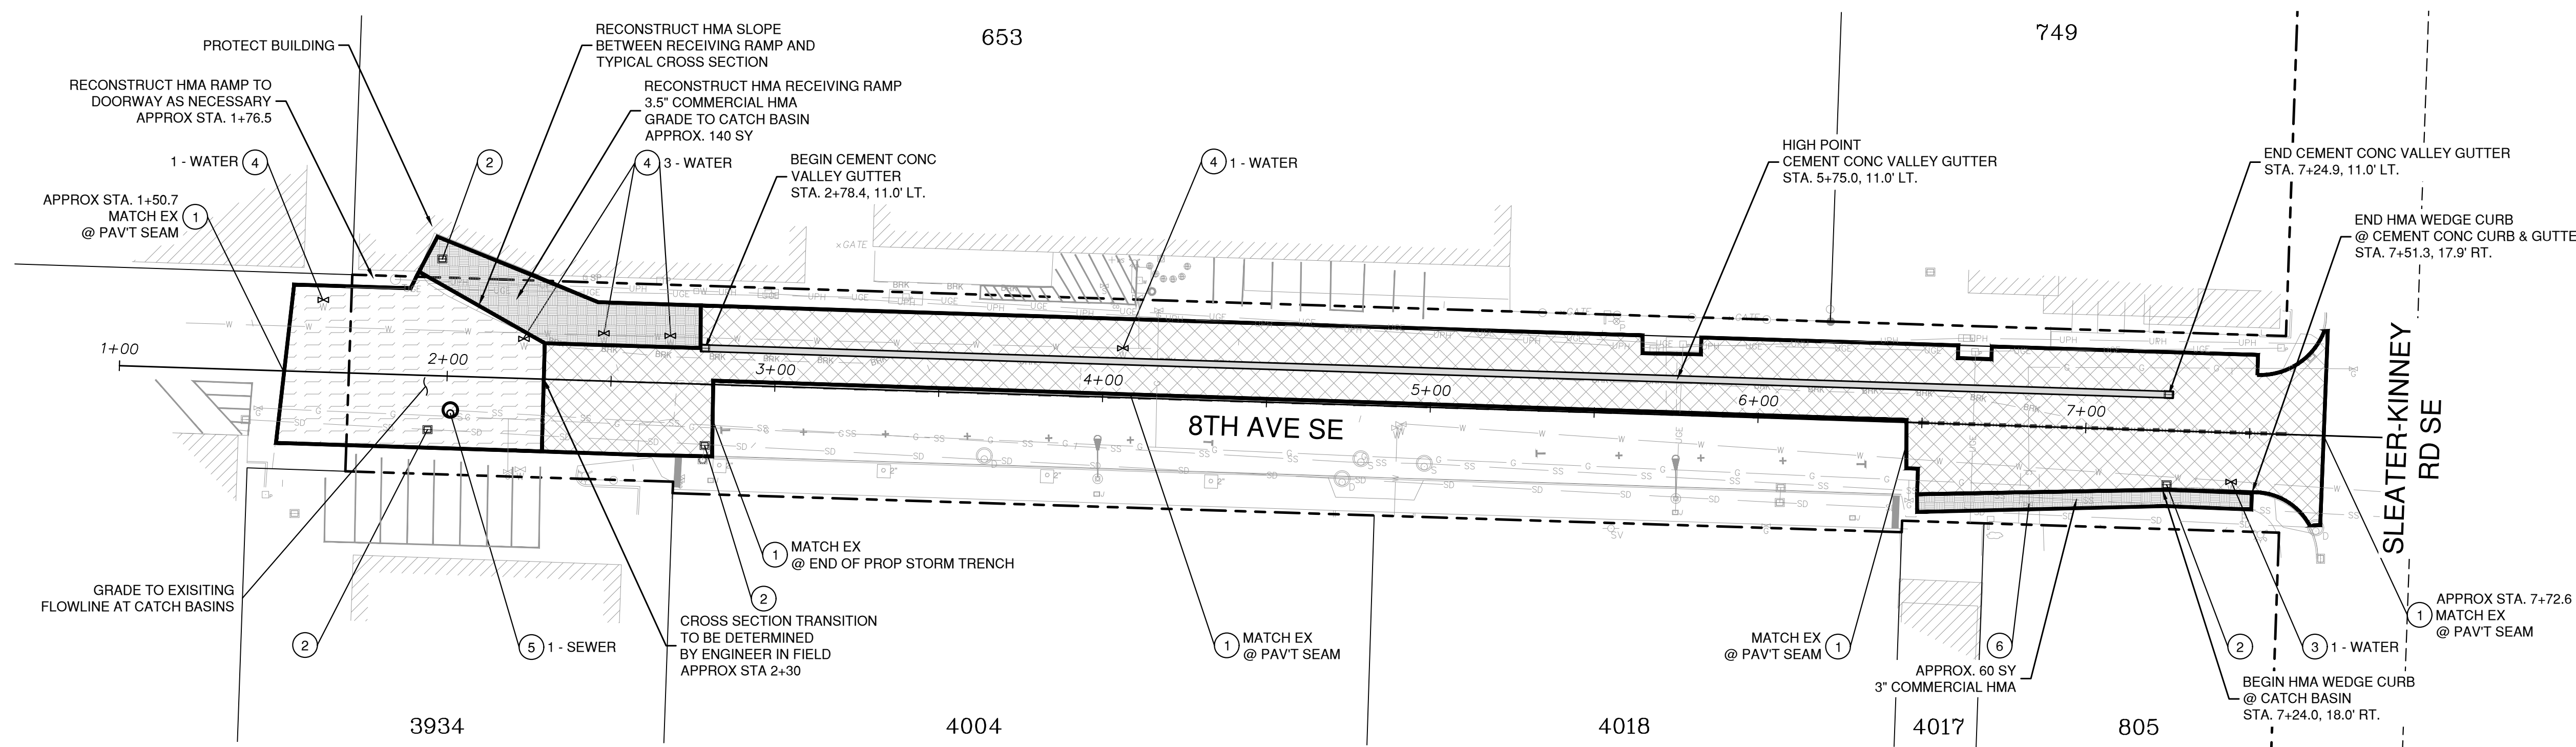 653
749
PROTECT BUILDING
RECONSTRUCT HMA SLOPE
BETWEEN RECEIVING RAMP AND
TYPICAL CROSS SECTION
RECONSTRUCT HMA RAMP TO
DOORWAY AS NECESSARY
APPROX STA. 1+76.5
RECONSTRUCT HMA RECEIVING RAMP
3.5" COMMERCIAL HMA
GRADE TO CATCH BASIN
APPROX. 140 SY
1 - WATER 4
2
4 3 - WATER
BEGIN CEMENT CONC
VALLEY GUTTER
STA. 2+78.4, 11.0' LT.
4 1 - WATER
HIGH POINT
CEMENT CONC VALLEY GUTTER
STA. 5+75.0, 11.0' LT.
END CEMENT CONC VALLEY GUTTER
STA. 7+24.9, 11.0' LT.
APPROX STA. 1+50.7
MATCH EX
@ PAV'T SEAM
1
END HMA WEDGE CURB
@ CEMENT CONC CURB & GUTTE
STA. 7+51.3, 17.9' RT.
×GATE
GATE
GATE
1+00
2+00
3+00
4+00
5+00
6+00
7+00
8TH AVE SE
SLEATER-KINNEY
RD SE
GRADE TO EXISITING
FLOWLINE AT CATCH BASINS
2
5 1 - SEWER
1 MATCH EX
@ END OF PROP STORM TRENCH
2
CROSS SECTION TRANSITION
TO BE DETERMINED
BY ENGINEER IN FIELD
APPROX STA 2+30
1 MATCH EX
@ PAV'T SEAM
MATCH EX
@ PAV'T SEAM
1
6
APPROX. 60 SY
3" COMMERCIAL HMA
2
3 1 - WATER
BEGIN HMA WEDGE CURB
@ CATCH BASIN
STA. 7+24.0, 18.0' RT.
APPROX STA. 7+72.6
1 MATCH EX
@ PAV'T SEAM
3934
4004
4018
4017
805